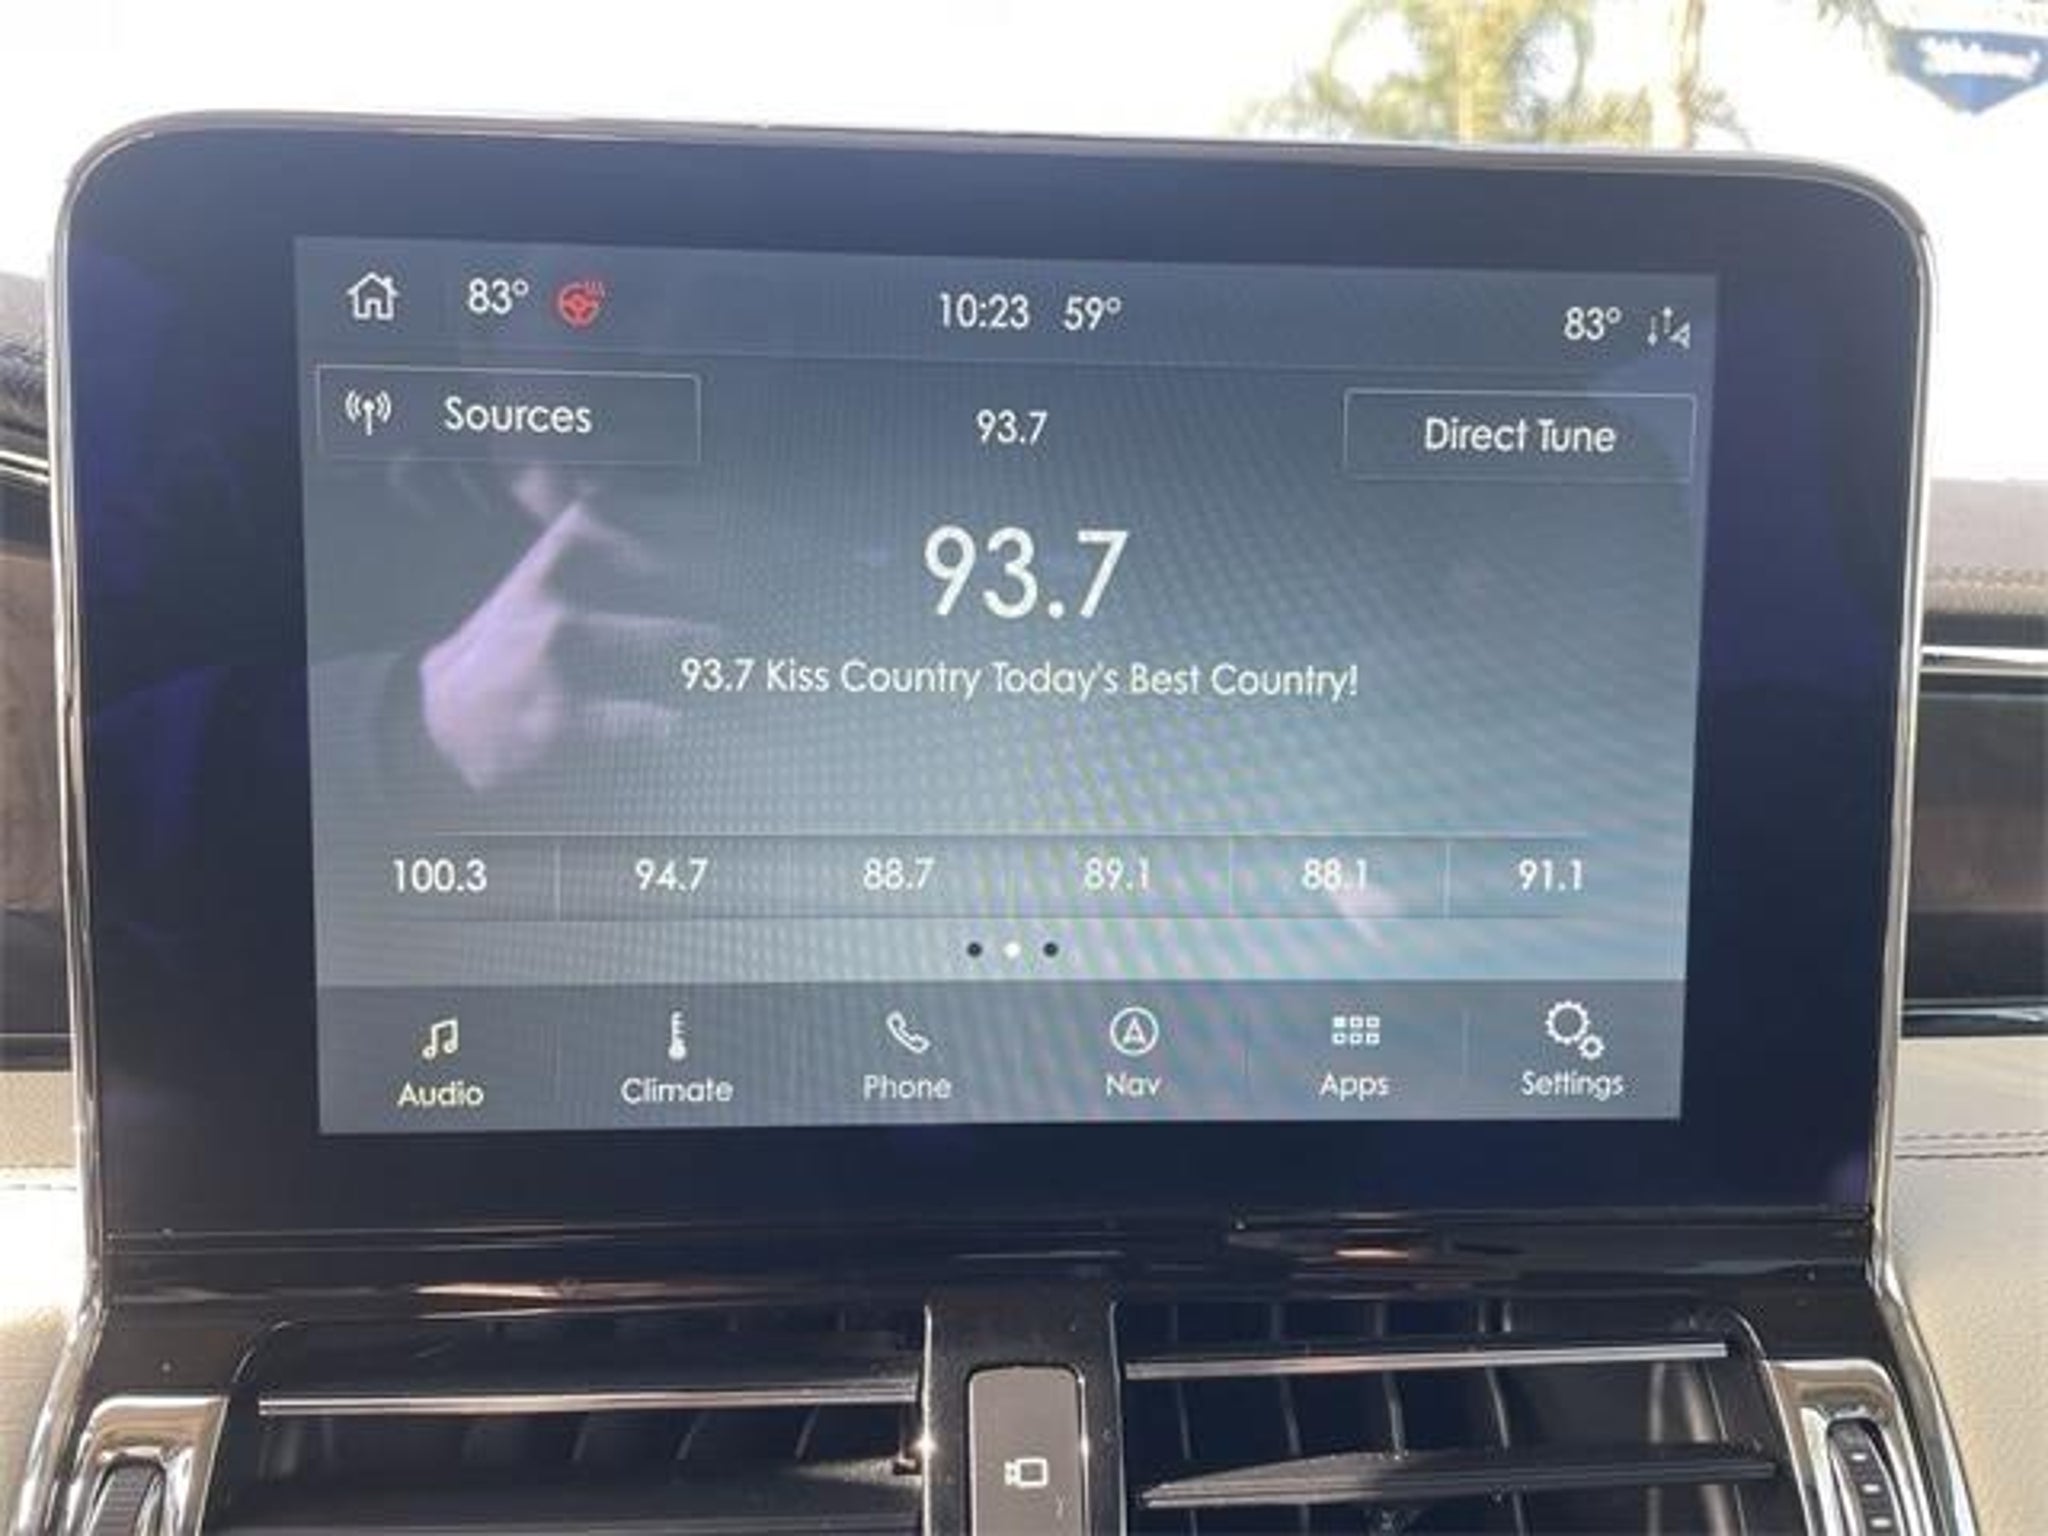 83° 10:23 59° 83°
Sources 93.7 Direct Tune
93.7
93.7 Kiss Country Today's Best Country!
100.3 94.7 88.7 89.1 88.1 91.1
Audio Climate Phone Nav Apps Settings